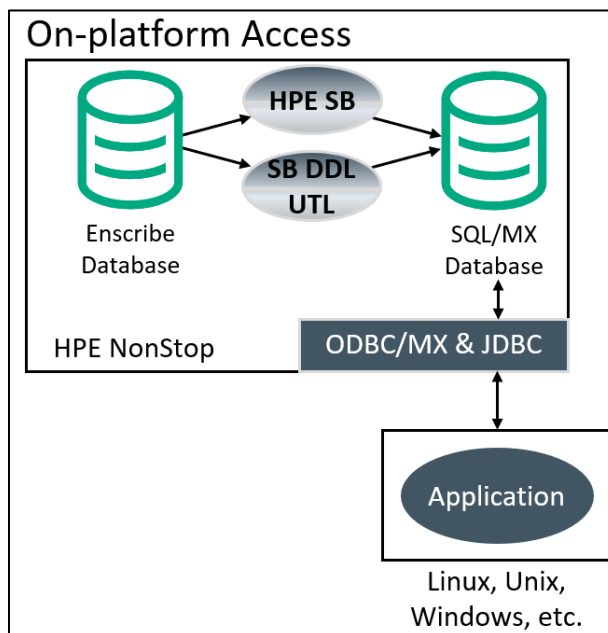 On-platform Access
HPE SB
SB DDL
UTL
Enscribe
Database
SQL/MX
Database
HPE NonStop
ODBC/MX & JDBC
Application
Linux, Unix,
Windows, etc.